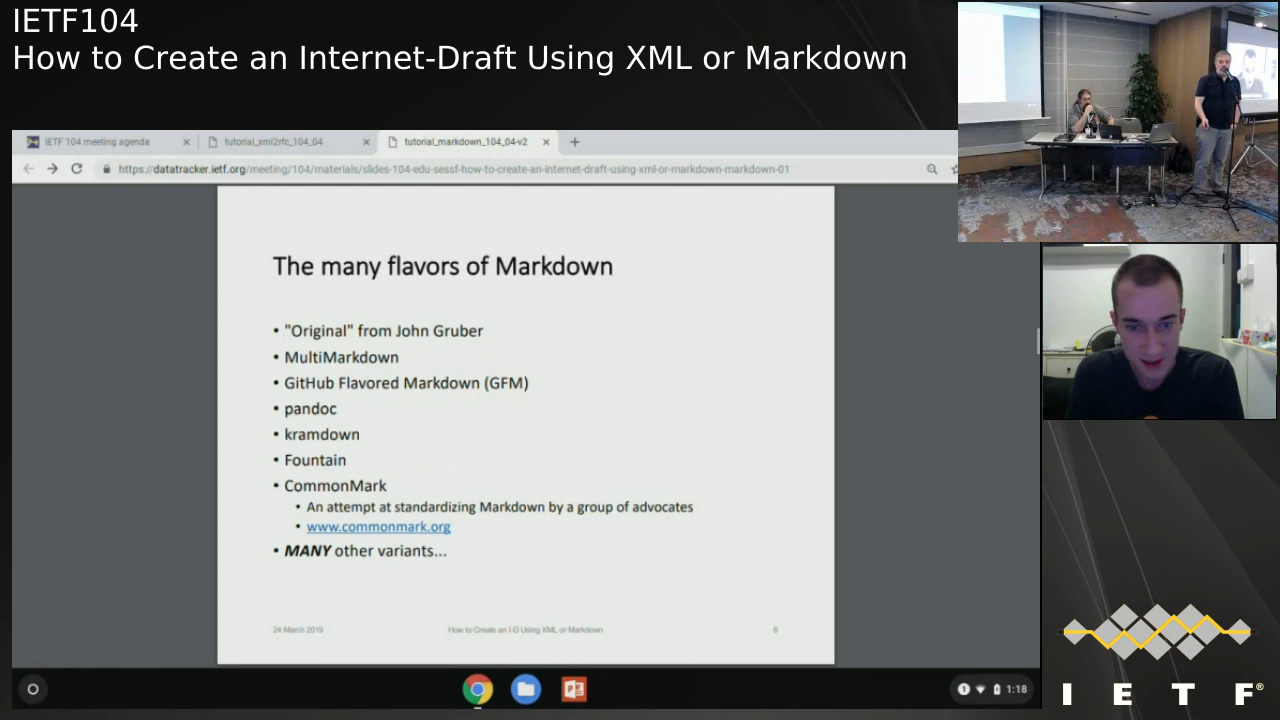 IETF104
How to Create an Internet-Draft Using XML or Markdown
IETF 104 meeting agenda
tutorial_xml2rfc_104_04
tutorial_markdown_104_04-v2
https://datatracker.ietf.org/meeting/104/materials/slides-104-edu-sessf-how-to-create-an-internet-draft-using-xml-or-markdown-markdown-01
The many flavors of Markdown
• "Original" from John Gruber
• MultiMarkdown
• GitHub Flavored Markdown (GFM)
• pandoc
• kramdown
• Fountain
• CommonMark
• An attempt at standardizing Markdown by a group of advocates
• www.commonmark.org
• MANY other variants...
24 March 2019
How to Create an I-D Using XML or Markdown
6
1
1:18
I E T F®